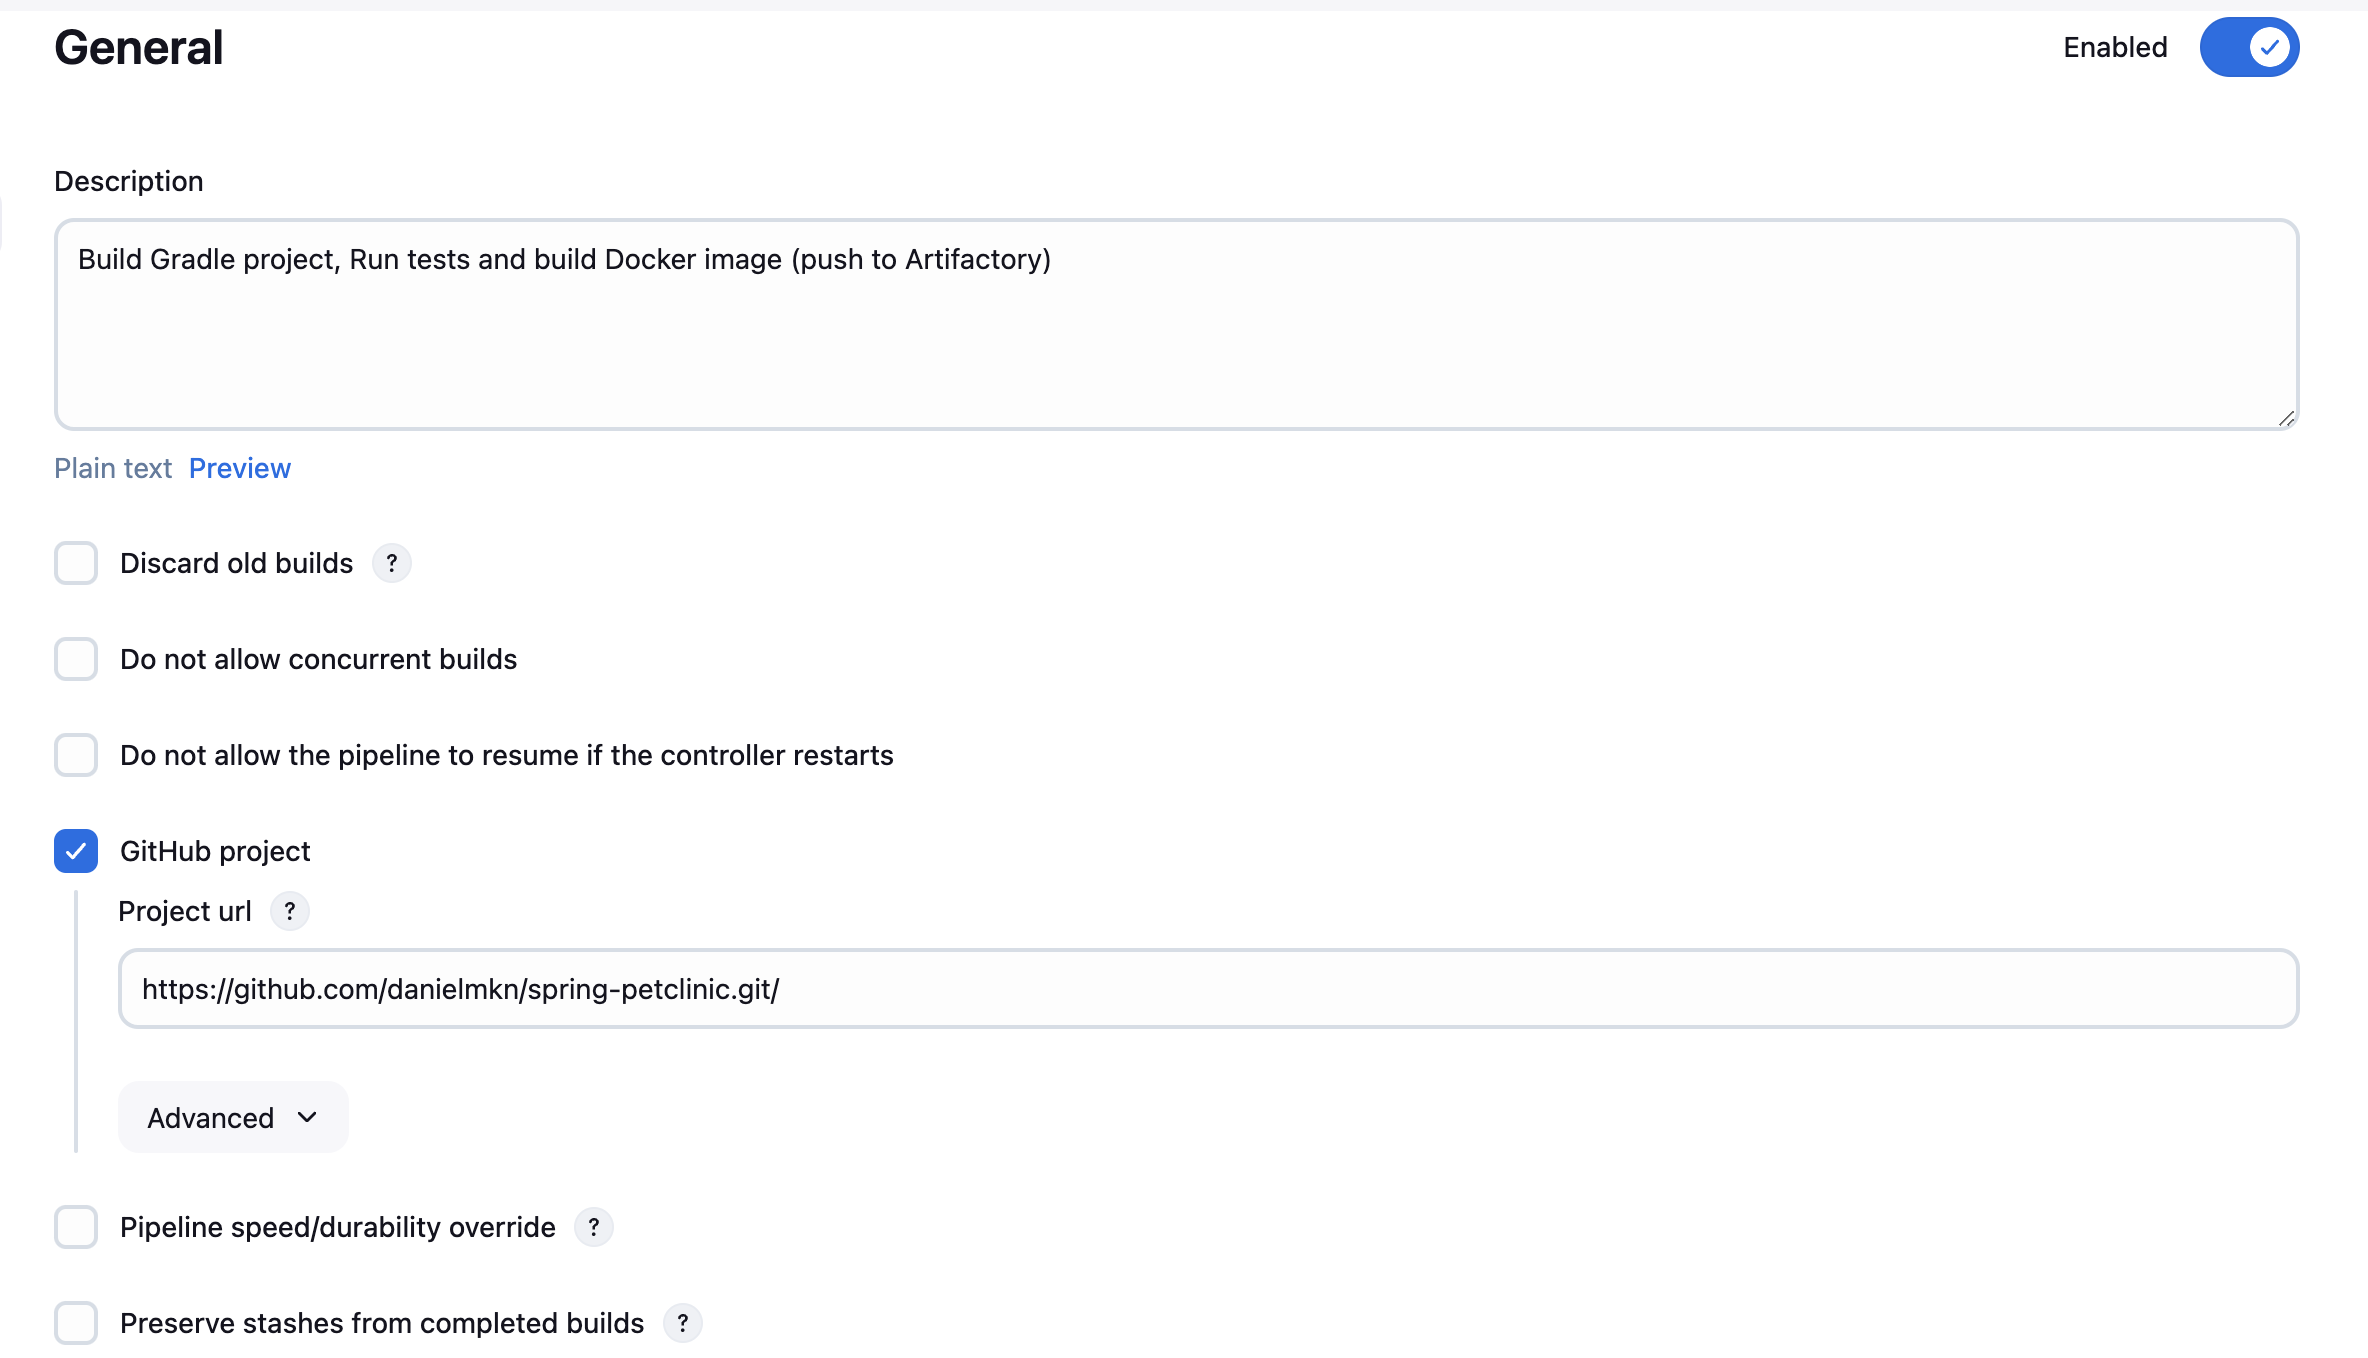 General
Enabled
Description
Build Gradle project, Run tests and build Docker image (push to Artifactory)
Plain text Preview
Discard old builds ?
Do not allow concurrent builds
Do not allow the pipeline to resume if the controller restarts
GitHub project
Project url ?
https://github.com/danielmkn/spring-petclinic.git/
Advanced
Pipeline speed/durability override ?
Preserve stashes from completed builds ?